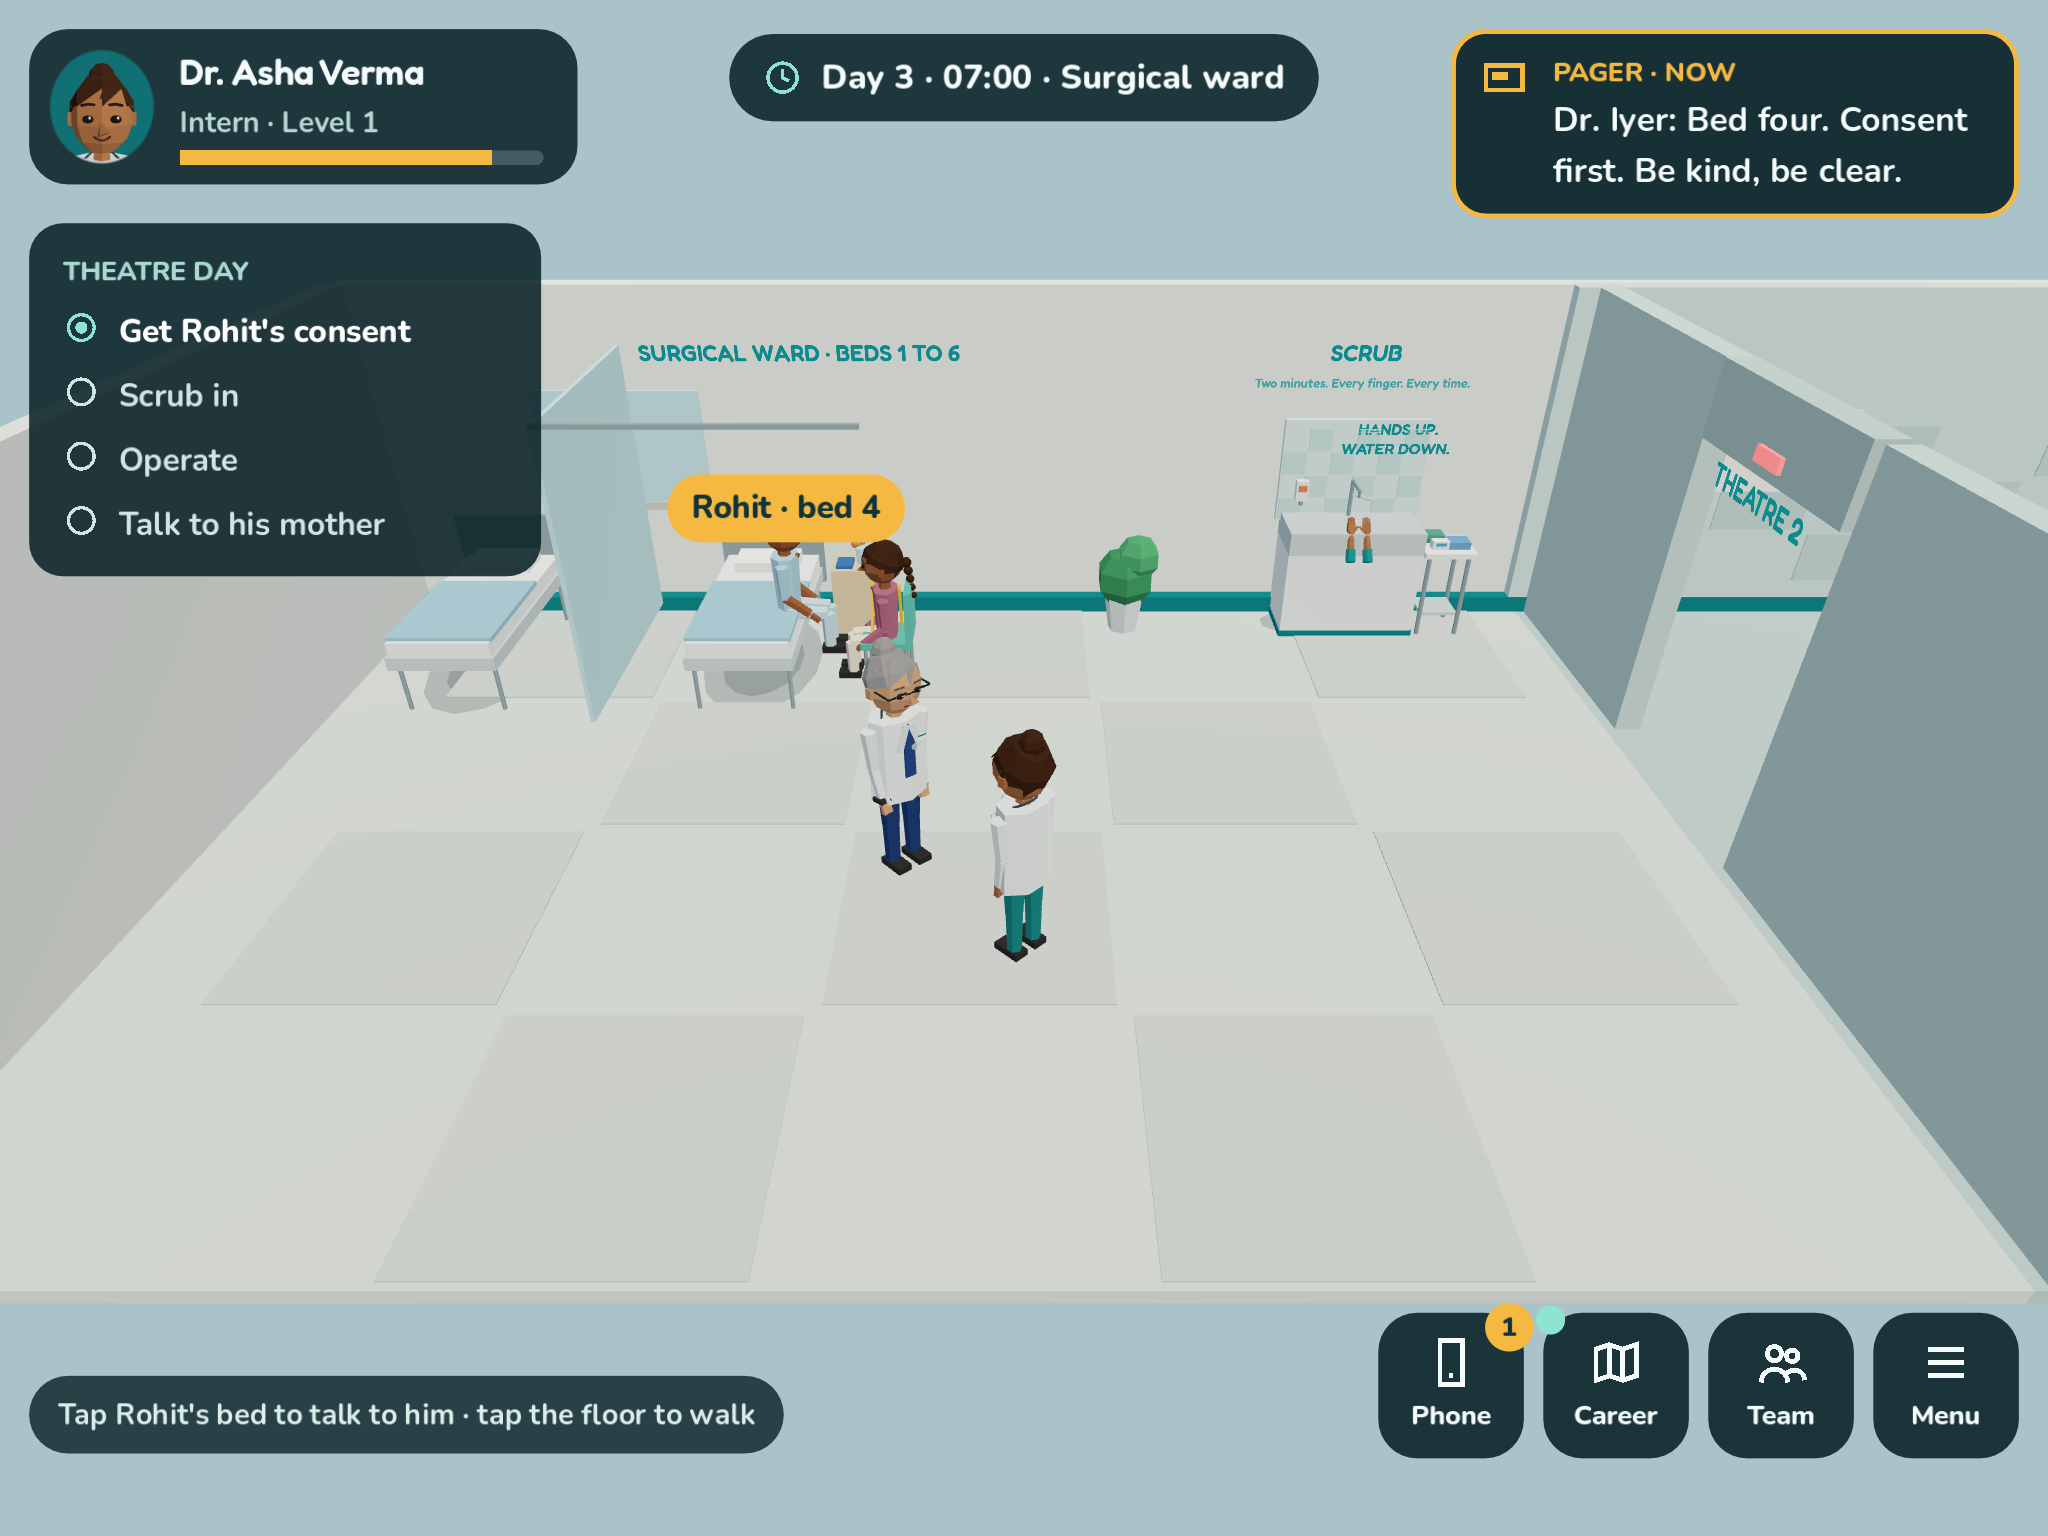 Dr. Asha Verma
Intern · Level 1
Day 3 · 07:00 · Surgical ward
PAGER · NOW
Dr. Iyer: Bed four. Consent
first. Be kind, be clear.
THEATRE DAY
Get Rohit's consent
Scrub in
Operate
Talk to his mother
SURGICAL WARD · BEDS 1 TO 6
SCRUB
Two minutes. Every finger. Every time.
HANDS UP.
WATER DOWN.
THEATRE 2
Rohit · bed 4
Tap Rohit's bed to talk to him · tap the floor to walk
1
Phone
Career
Team
Menu